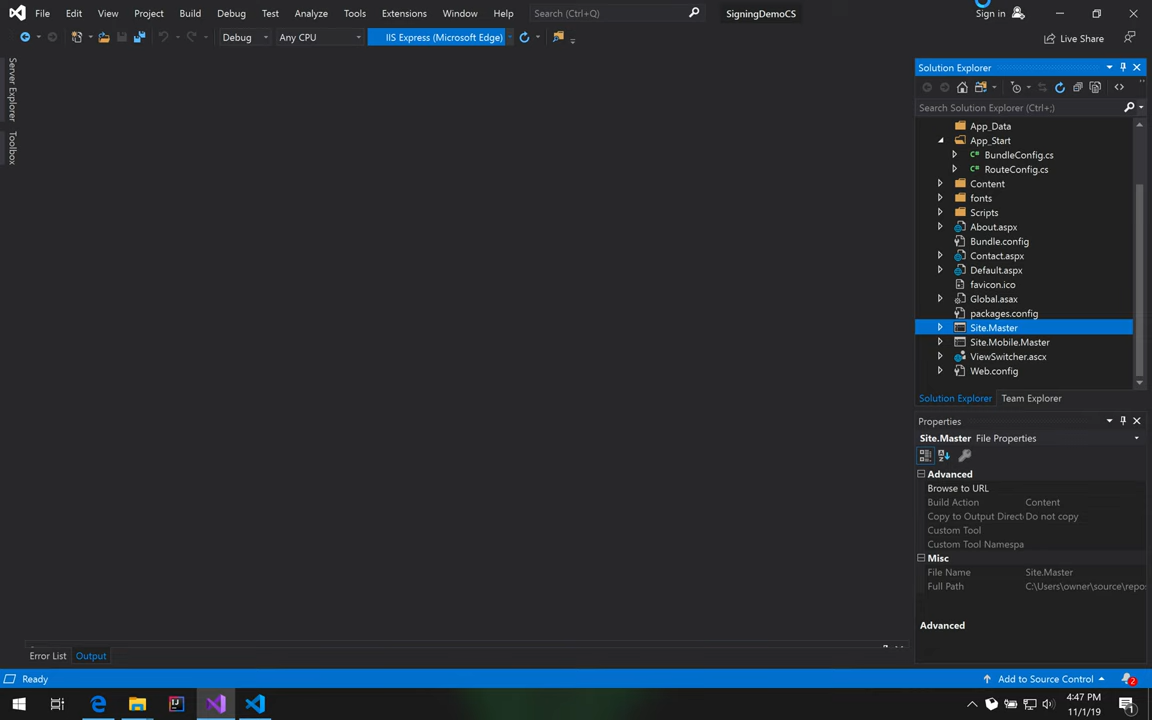 File Edit View Project Build Debug Test Analyze Tools Extensions Window Help Search (Ctrl+Q) SigningDemoCS Sign in
Debug Any CPU IIS Express (Microsoft Edge) Live Share
Server Explorer
Toolbox
Solution Explorer
Search Solution Explorer (Ctrl+;)
App_Data
App_Start
C# BundleConfig.cs
C# RouteConfig.cs
Content
fonts
Scripts
About.aspx
Bundle.config
Contact.aspx
Default.aspx
favicon.ico
Global.asax
packages.config
Site.Master
Site.Mobile.Master
ViewSwitcher.ascx
Web.config
Solution Explorer Team Explorer
Properties
Site.Master File Properties
Advanced
Browse to URL
Build Action Content
Copy to Output Direct Do not copy
Custom Tool
Custom Tool Namespa
Misc
File Name Site.Master
Full Path C:\Users\owner\source\repos
Advanced
Error List Output
Ready Add to Source Control 2
4:47 PM
11/1/19
1